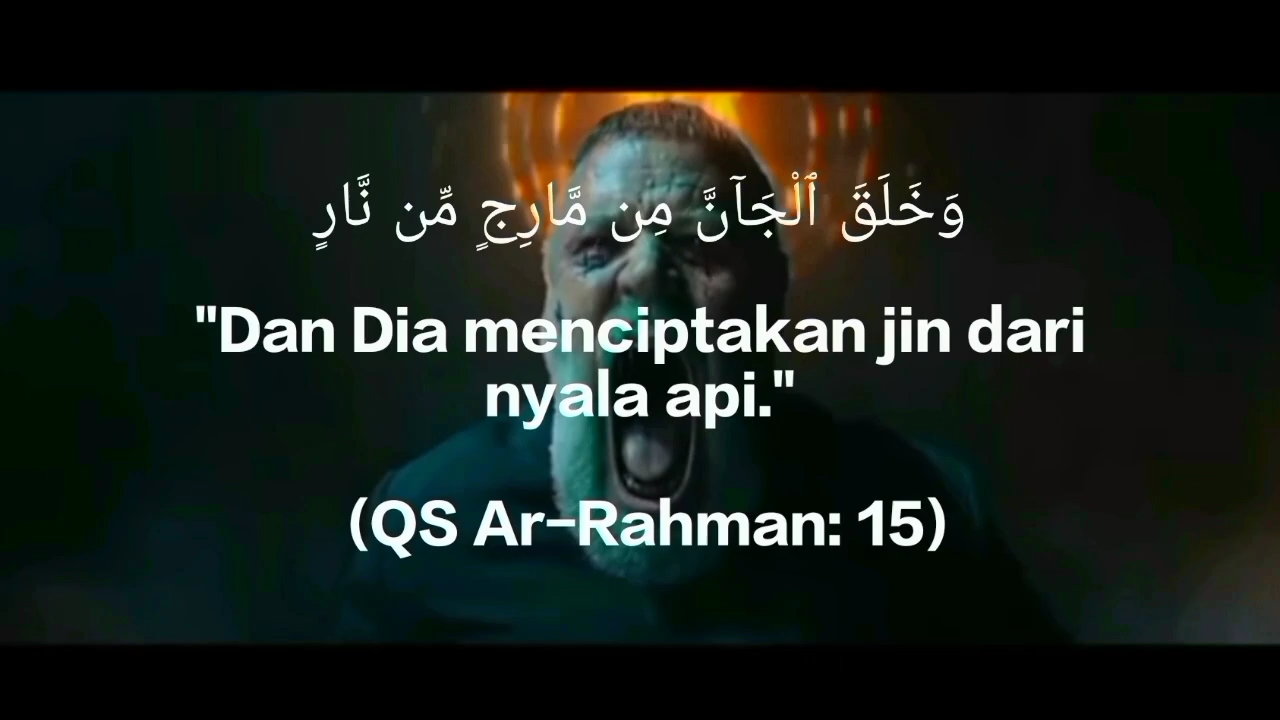 وَخَلَقَ ٱلْجَآنَّ مِن مَّارِجٍ مِّن نَّارٍ
"Dan Dia menciptakan jin dari
nyala api."
(QS Ar-Rahman: 15)